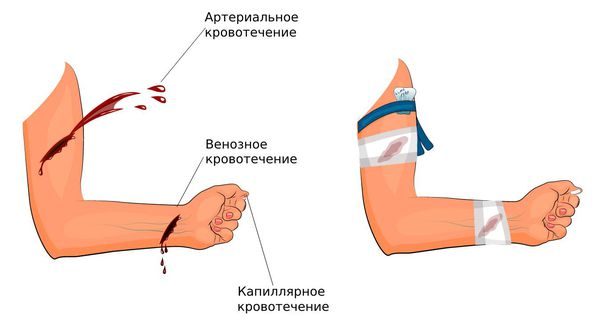 Артериальное
кровотечение
Венозное
кровотечение
Капиллярное
кровотечение